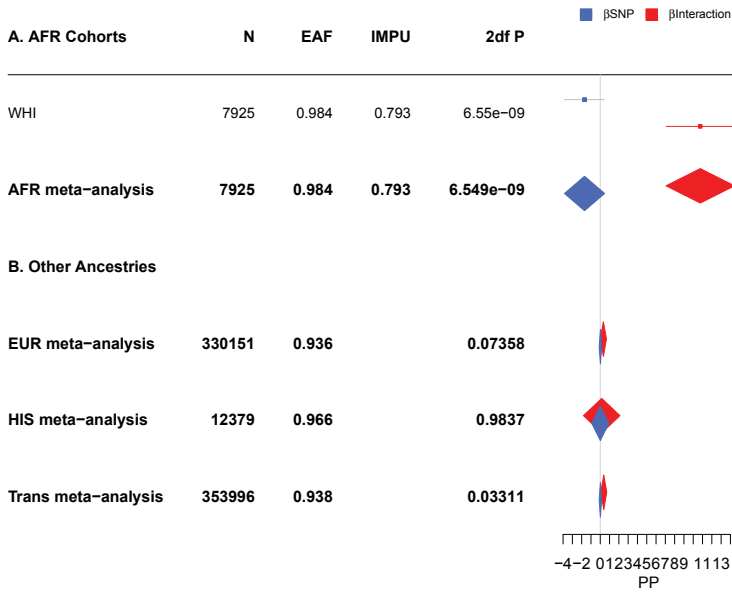 βSNP βInteraction
A. AFR Cohorts N EAF IMPU 2df P
WHI 7925 0.984 0.793 6.55e−09
AFR meta−analysis 7925 0.984 0.793 6.549e−09
B. Other Ancestries
EUR meta−analysis 330151 0.936 0.07358
HIS meta−analysis 12379 0.966 0.9837
Trans meta−analysis 353996 0.938 0.03311
−4−2 0123456789 1113
PP